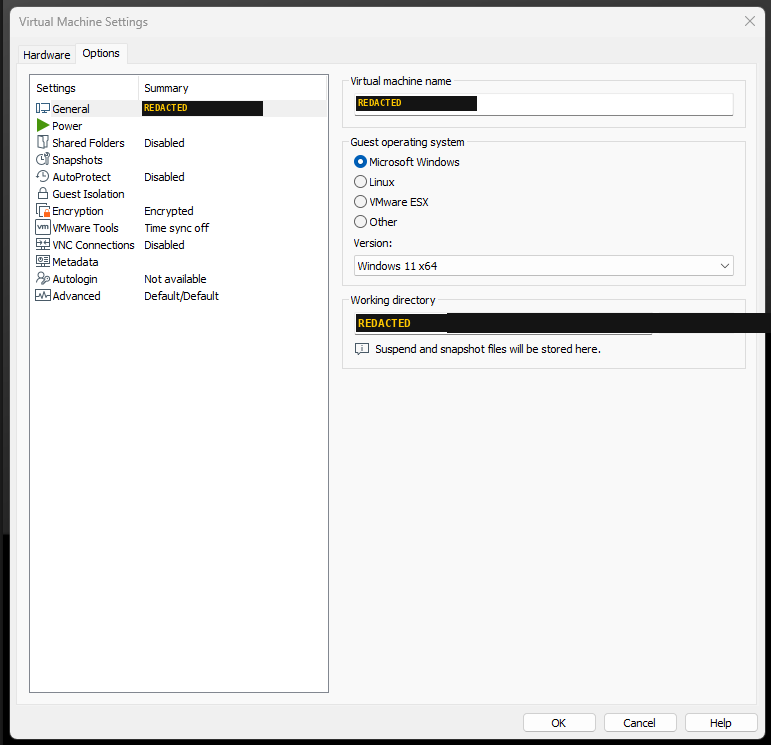 Virtual Machine Settings
Hardware
Options
Settings Summary
General REDACTED
Power
Shared Folders Disabled
Snapshots
AutoProtect Disabled
Guest Isolation
Encryption Encrypted
vm VMware Tools Time sync off
VNC Connections Disabled
Metadata
Autologin Not available
Advanced Default/Default
Virtual machine name
REDACTED
Guest operating system
Microsoft Windows
Linux
VMware ESX
Other
Version:
Windows 11 x64
Working directory
REDACTED
Suspend and snapshot files will be stored here.
OK Cancel Help